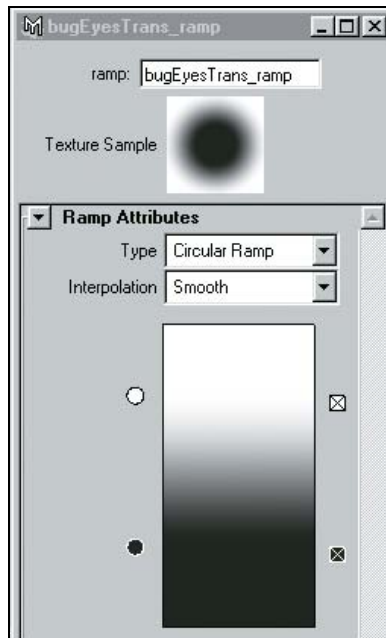 bugEyesTrans_ramp
ramp: bugEyesTrans_ramp
Texture Sample
Ramp Attributes
Type Circular Ramp
Interpolation Smooth